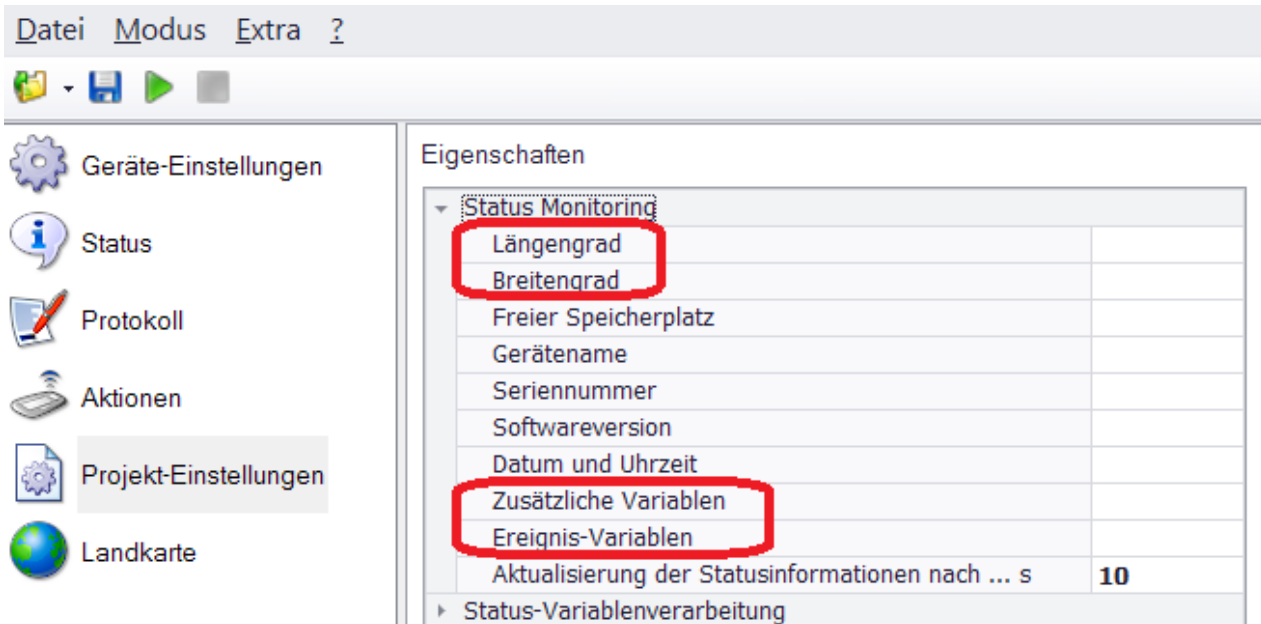 Datei Modus Extra ?
Geräte-Einstellungen
Status
Protokoll
Aktionen
Projekt-Einstellungen
Landkarte
Eigenschaften
Status Monitoring
Längengrad
Breitengrad
Freier Speicherplatz
Gerätename
Seriennummer
Softwareversion
Datum und Uhrzeit
Zusätzliche Variablen
Ereignis-Variablen
Aktualisierung der Statusinformationen nach ... s 10
Status-Variablenverarbeitung